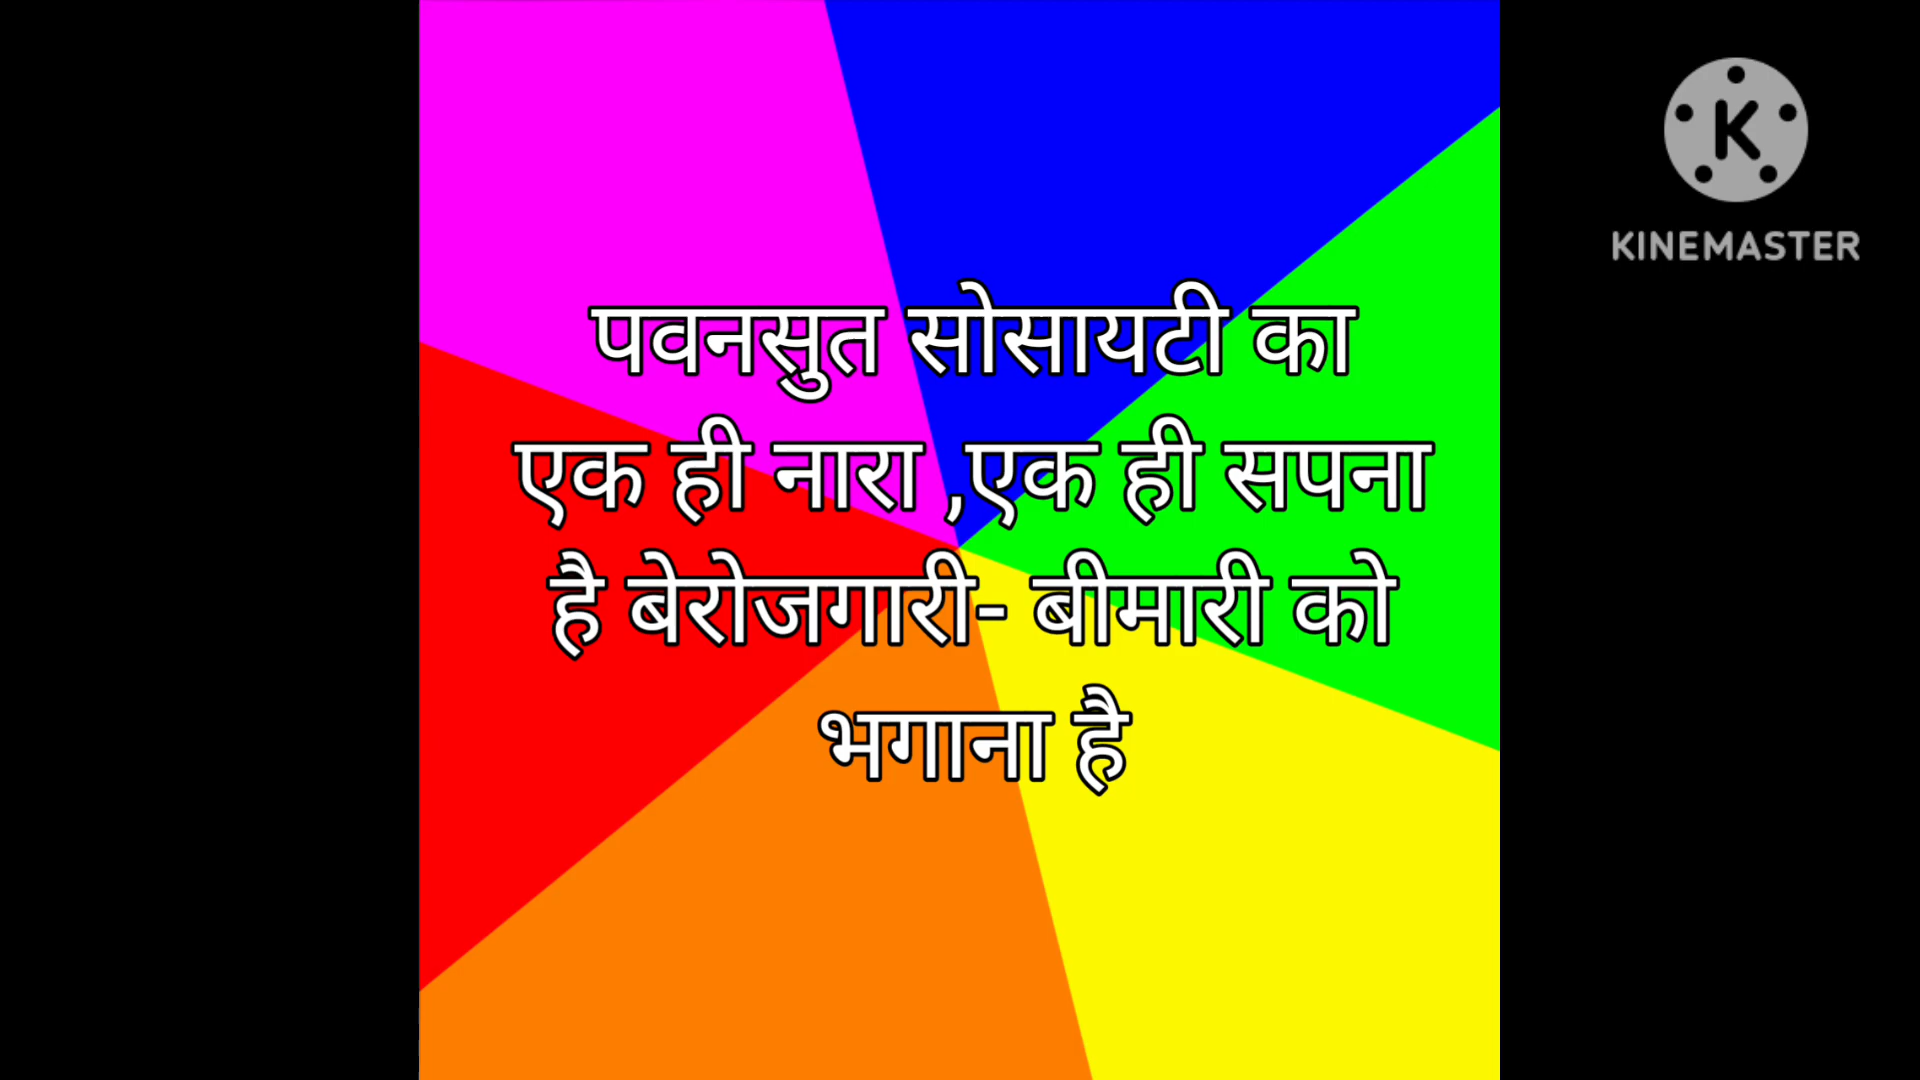 पवनसुत सोसायटी का
एक ही नारा ,एक ही सपना
है बेरोजगारी- बीमारी को
भगाना है
K
KINEMASTER